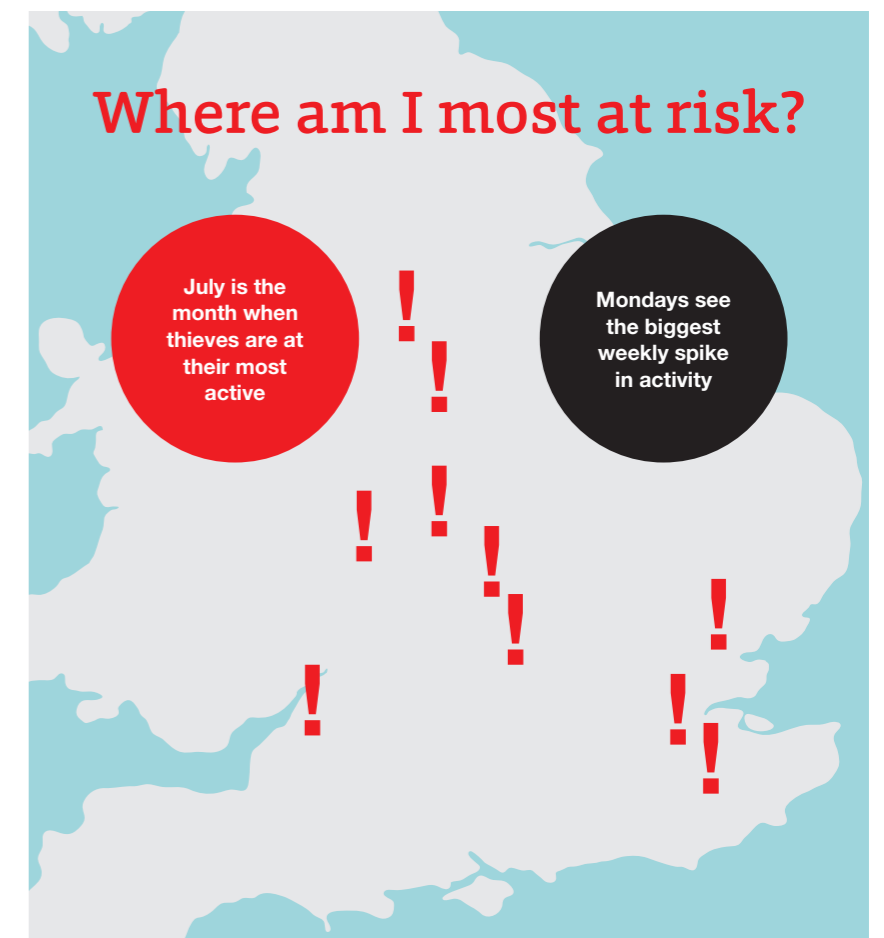 Where am I most at risk?
July is the
month when
thieves are at
their most
active
Mondays see
the biggest
weekly spike
in activity
!
!
!
!
!
!
!
!
!
!